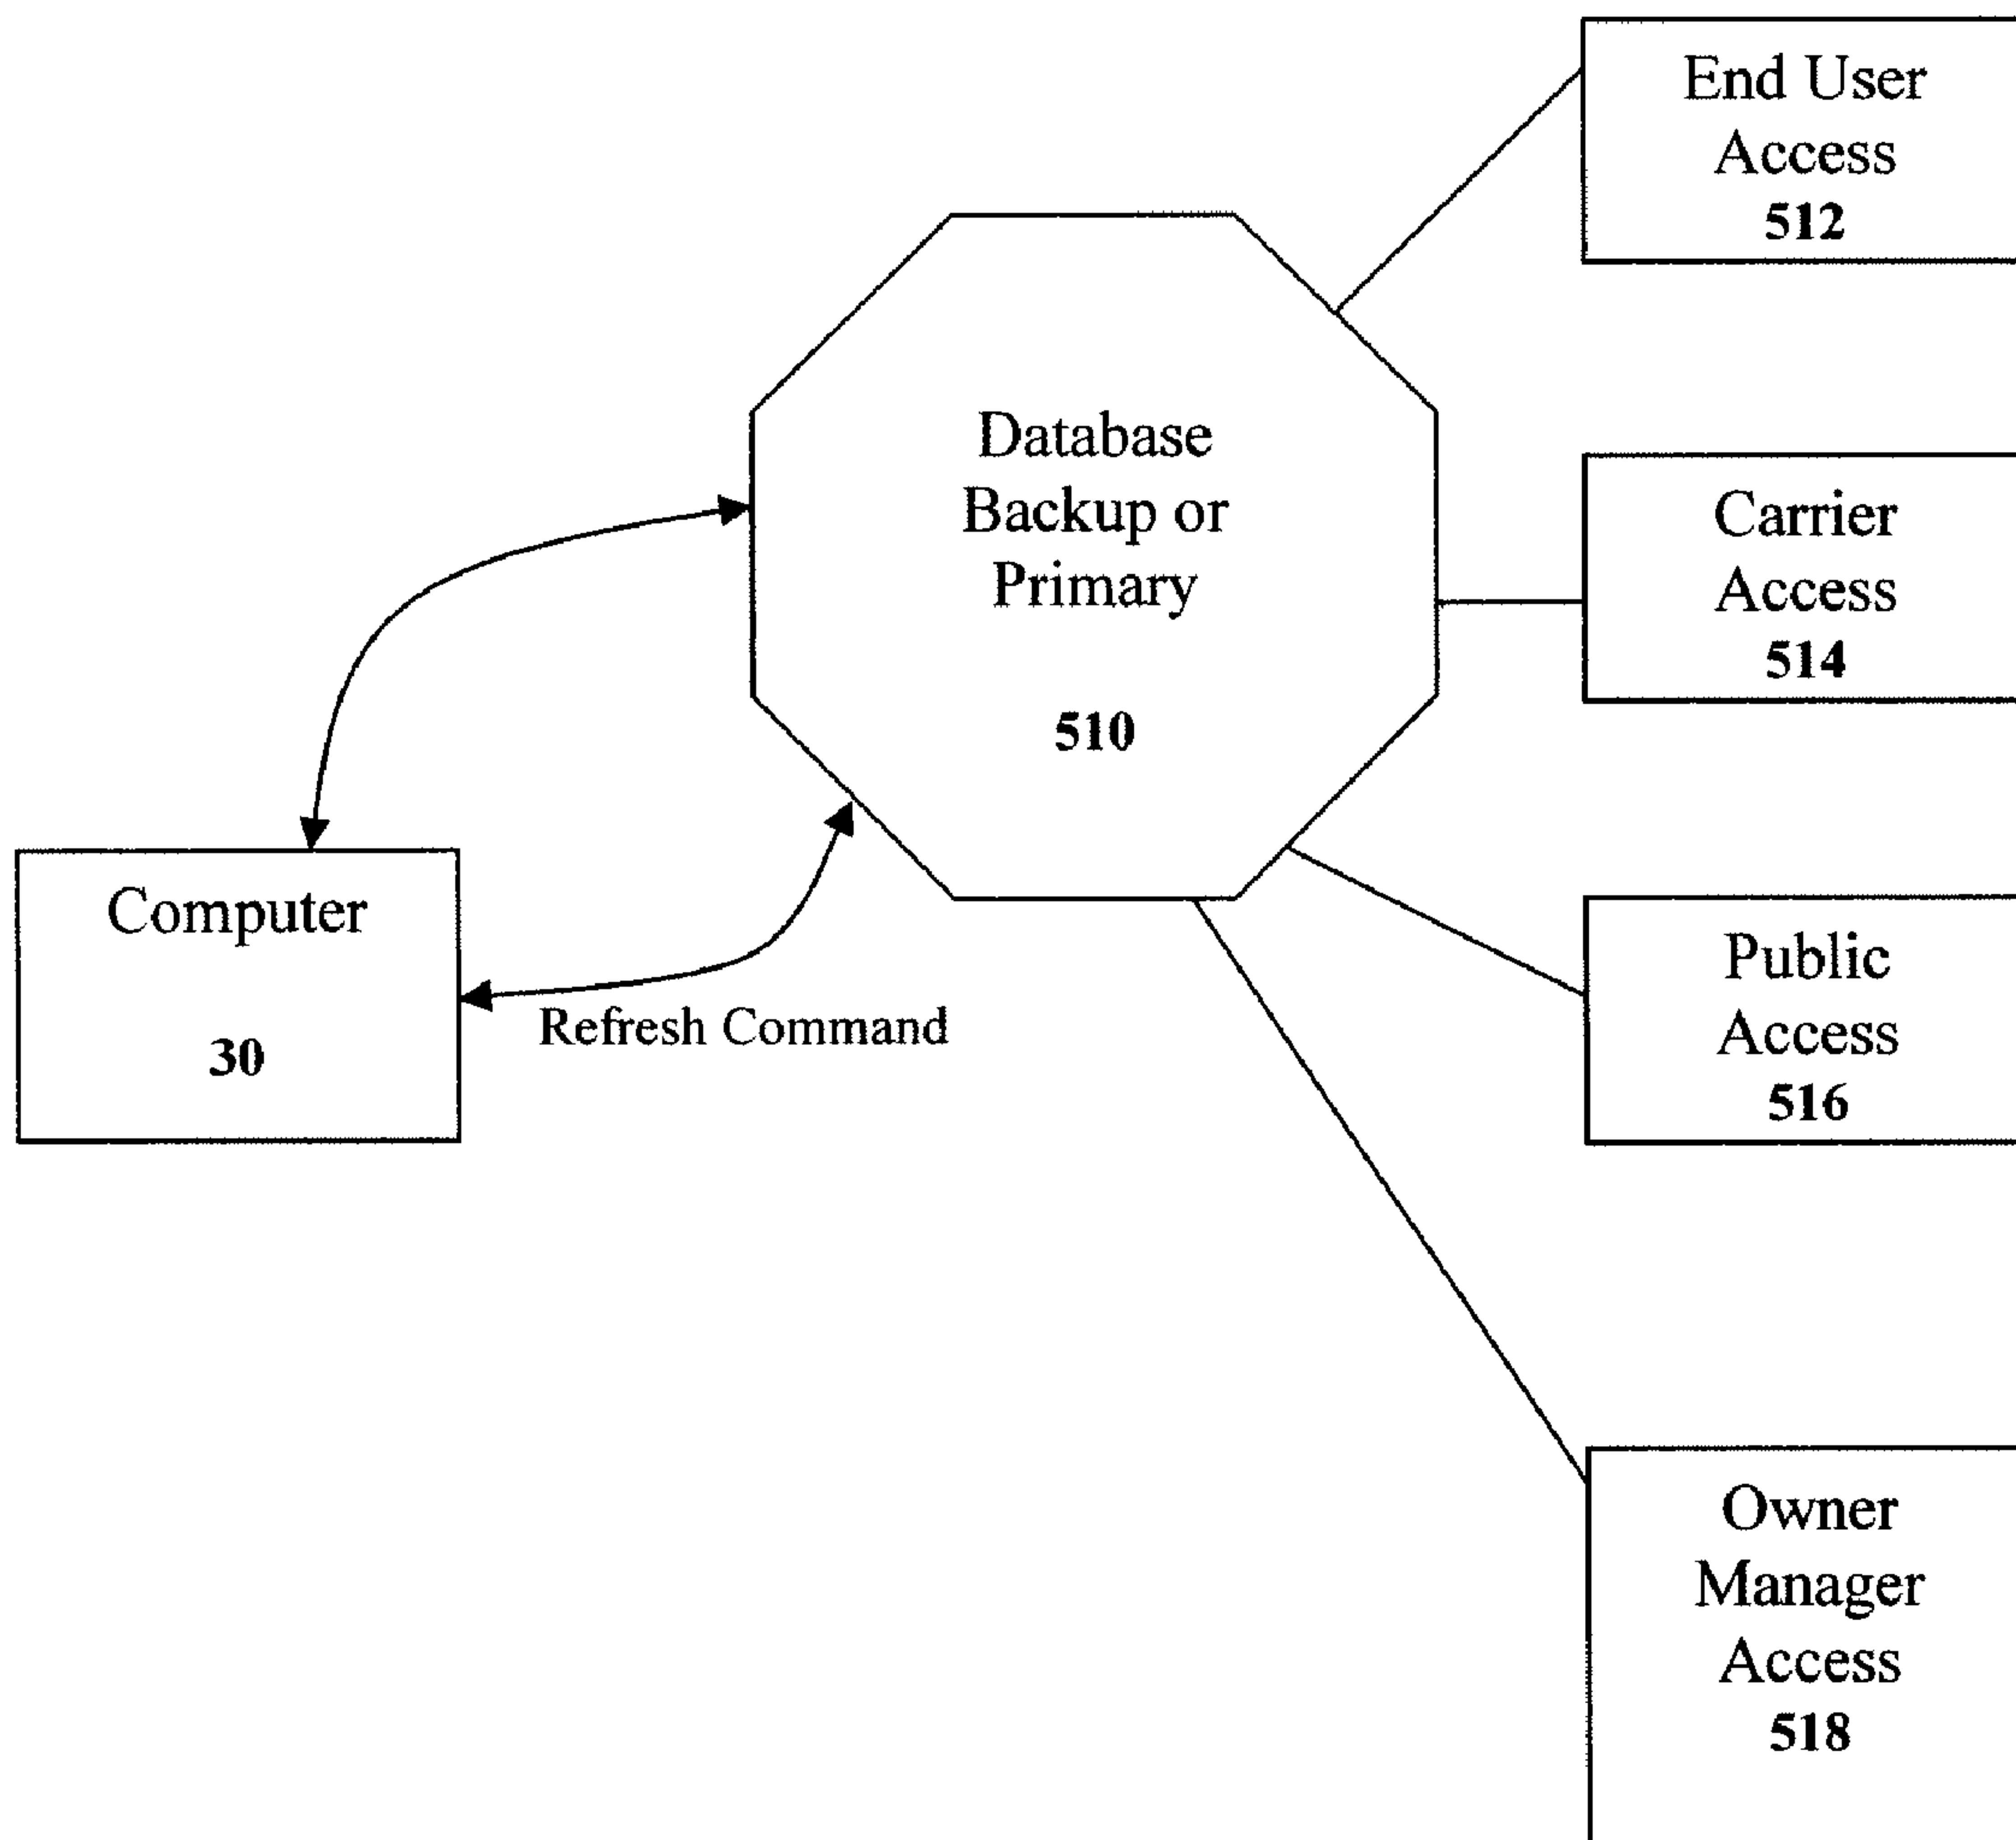 End User
Access
512
Database
Backup or
Primary
510
Carrier
Access
514
Computer
30
Refresh Command
Public
Access
516
Owner
Manager
Access
518